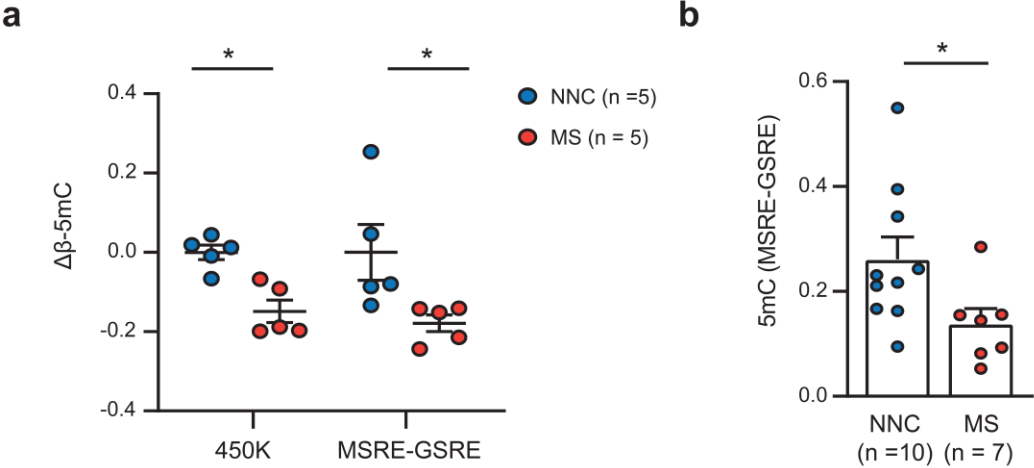 a
*
*
NNC (n =5)
MS (n = 5)
Δβ-5mC
0.4
0.2
0.0
-0.2
-0.4
450K
MSRE-GSRE
b
*
5mC (MSRE-GSRE)
0.6
0.4
0.2
0.0
NNC
(n =10)
MS
(n = 7)